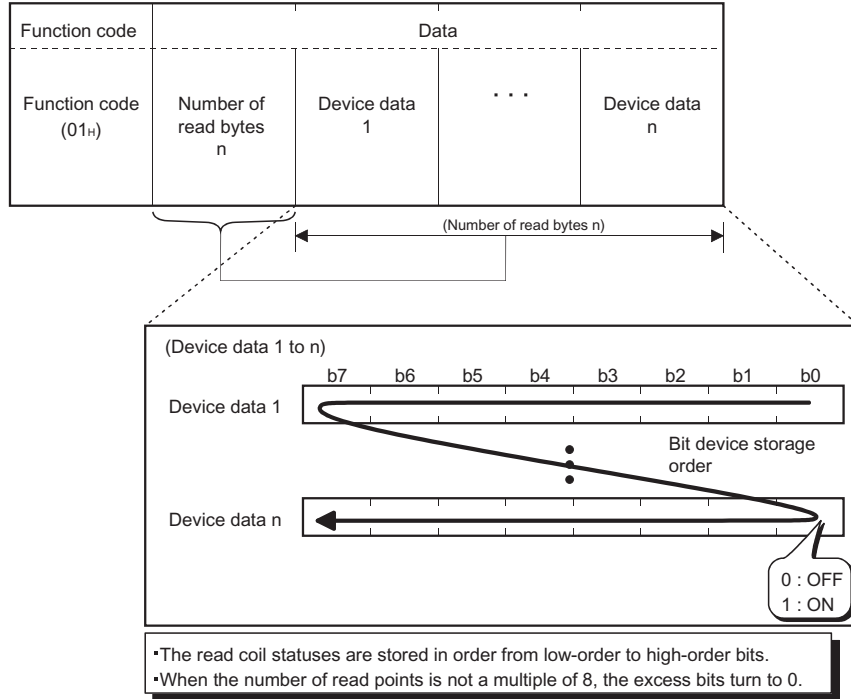 Function code Data
Function code (01H)
Number of read bytes n
Device data 1
· · ·
Device data n
(Number of read bytes n)
(Device data 1 to n)
b7 b6 b5 b4 b3 b2 b1 b0
Device data 1
Bit device storage order
Device data n
0 : OFF
1 : ON
▪The read coil statuses are stored in order from low-order to high-order bits.
▪When the number of read points is not a multiple of 8, the excess bits turn to 0.